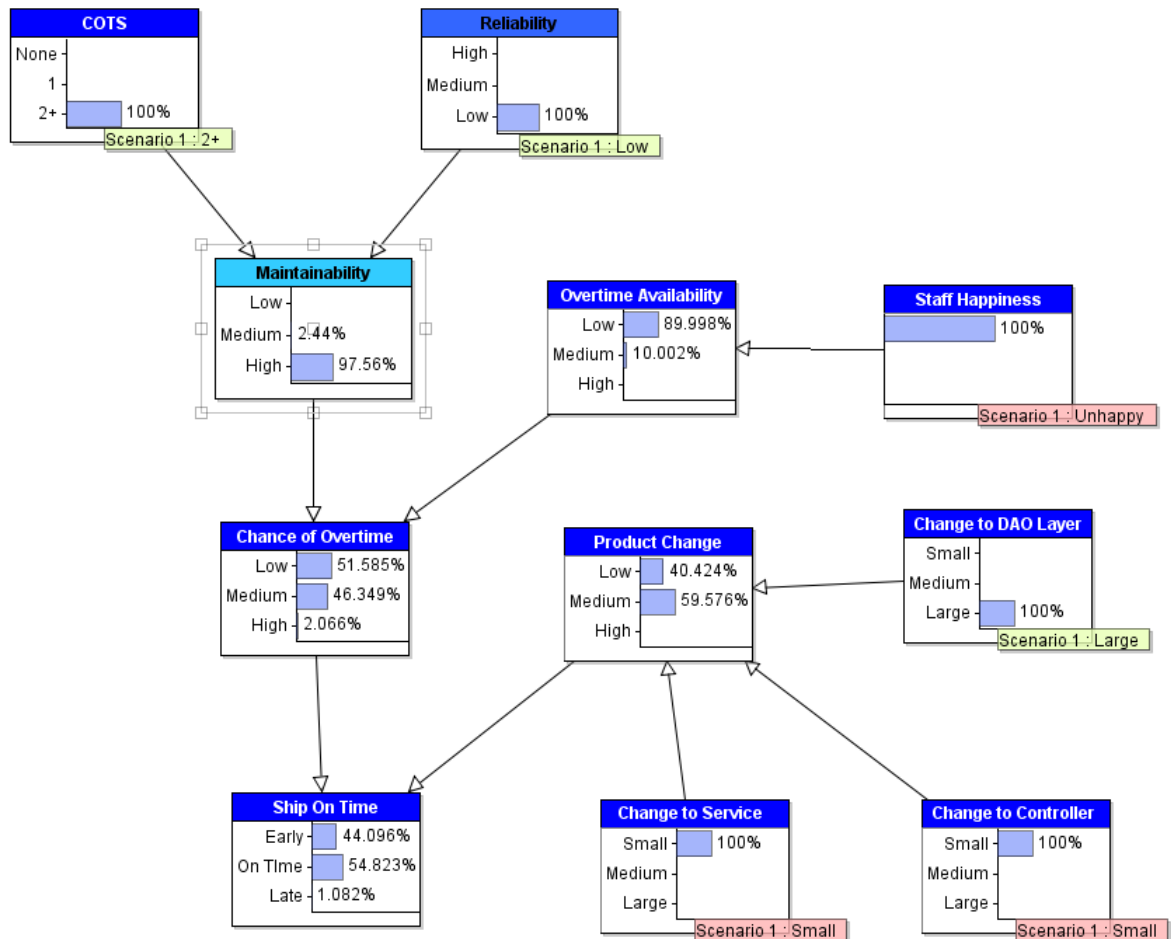 COTS
None
1
2+ 100%
Scenario 1 : 2+
Reliability
High
Medium
Low 100%
Scenario 1 : Low
Maintainability
Low
Medium 2.44%
High 97.56%
Overtime Availability
Low 89.998%
Medium 10.002%
High
Staff Happiness
100%
Scenario 1 : Unhappy
Chance of Overtime
Low 51.585%
Medium 46.349%
High 2.066%
Product Change
Low 40.424%
Medium 59.576%
High
Change to DAO Layer
Small
Medium
Large 100%
Scenario 1 : Large
Ship On Time
Early 44.096%
On TIme 54.823%
Late 1.082%
Change to Service
Small 100%
Medium
Large
Scenario 1 : Small
Change to Controller
Small 100%
Medium
Large
Scenario 1 : Small